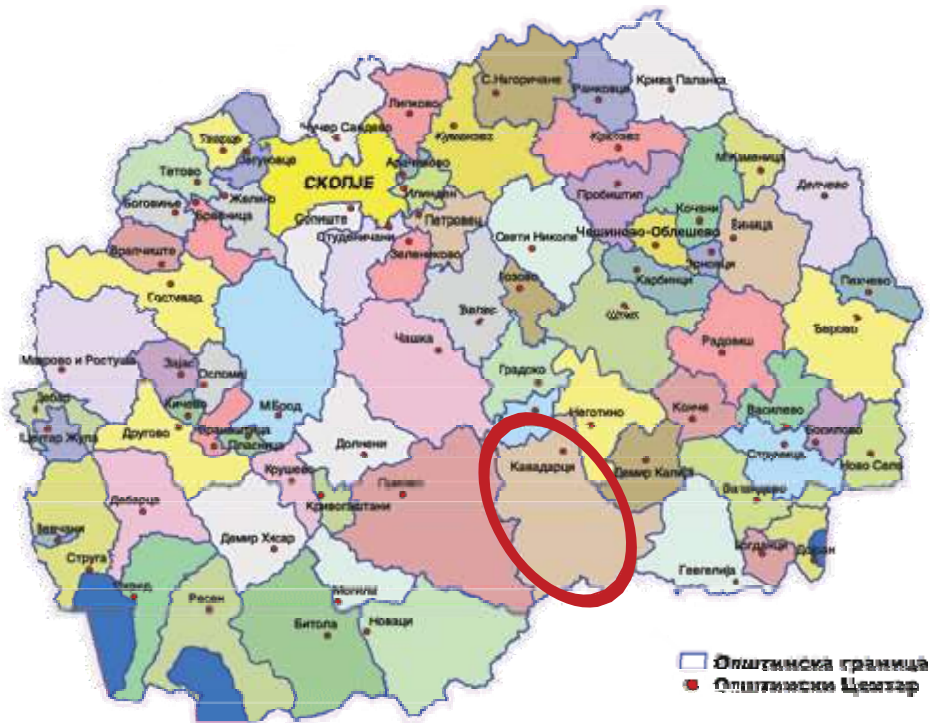 С.Нагоричане
Крива Паланка
Ранковце
Липково
Чучер Сандево
Куманово
Кратово
Теарце
Јегуновце
М.Каменица
Арачиново
Тетово
СКОПЈЕ
Делчево
Пробиштип
Илинден
Желино
Боговиње
Брвеница
Кочани
Сопиште
Петровец
Виница
Студеничани
Чешиново-Облешево
Свети Николе
Врапчиште
Зелениково
Зрновци
Лозово
Карбинци
Пехчево
Гостивар
Велес
Штип
Берово
Чашка
Радовиш
Маврово и Ростуша
Зајас
Осломеј
Градско
Дебар
Кичево
М.Брод
Неготино
Конче
Василево
Центар Жупа
Другово
Вранештица
Пласница
Долнени
Босилово
Струмица
Крушево
Кавадарци
Демир Капија
Ново Село
Прилеп
Дебарца
Кривогаштани
Валандово
Вевчани
Демир Хисар
Богданци
Дојран
Струга
Гевгелија
Охрид
Ресен
Могила
Битола
Новаци
Општинска граница
Општински Центар